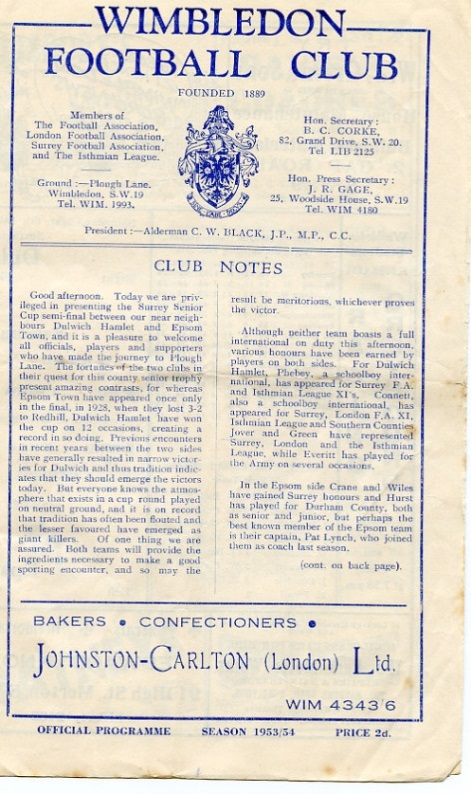 WIMBLEDON
FOOTBALL CLUB
FOUNDED 1889
Members of
The Football Association,
London Football Association,
Surrey Football Association,
and The Isthmian League.
Ground :—Plough Lane.
Wimbledon, S.W.19
Tel. WIM. 1993.
Hon. Secretary :
B. C. CORKE,
82, Grand Drive, S.W. 20.
Tel LIB 2125
Hon. Press Secretary :
J. R. GAGE,
25, Woodside House, S.W.19
Tel. WIM 4180
President :—Alderman C. W. BLACK, J.P., M.P., C.C.
CLUB NOTES
Good afternoon. Today we are priv-
ileged in presenting the Surrey Senior
Cup semi-final between our near neigh-
bours Dulwich Hamlet and Epsom
Town, and it is a pleasure to welcome
all officials, players and supporters
who have made the journey to Plough
Lane. The fortunes of the two clubs in
their quest for this county senior trophy
present amazing contrasts, for whereas
Epsom Town have appeared once only
in the final, in 1928, when they lost 3-2
to Redhill, Dulwich Hamlet have won
the cup on 12 occasions, creating a
record in so doing. Previous encounters
in recent years between the two sides
have generally resulted in narrow victor-
ies for Dulwich and thus tradition indic-
ates that they should emerge the victors
today. But everyone knows the atmos-
phere that exists in a cup round played
on neutral ground, and it is on record
that tradition has often been flouted and
the lesser favoured have emerged as
giant killers. Of one thing we are
assured. Both teams will provide the
ingredients necessary to make a good
sporting encounter, and so may the
result be meritorious, whichever proves
the victor.
Although neither team boasts a full
international on duty this afternoon,
various honours have been earned by
players on both sides. For Dulwich
Hamlet, Phebey, a schoolboy inter-
national, has appeared for Surrey F.A.
and Isthmian League XI's. Connett,
also a schoolboy international, has
appeared for Surrey, London F.A. XI,
Isthmian League and Southern Counties
Jover and Green have represented
Surrey, London and the Isthmian
League, while Everitt has played for
the Army on several occasions.
In the Epsom side Crane and Wiles
have gained Surrey honours and Hurst
has played for Durham County, both
as senior and junior, but perhaps the
best known member of the Epsom team
is their captain, Pat Lynch, who joined
them as coach last season.
(cont. on back page).
BAKERS • CONFECTIONERS •
JOHNSTON-CARLTON (London) Ltd.
WIM 4343/6
OFFICIAL PROGRAMME SEASON 1953/54 PRICE 2d.